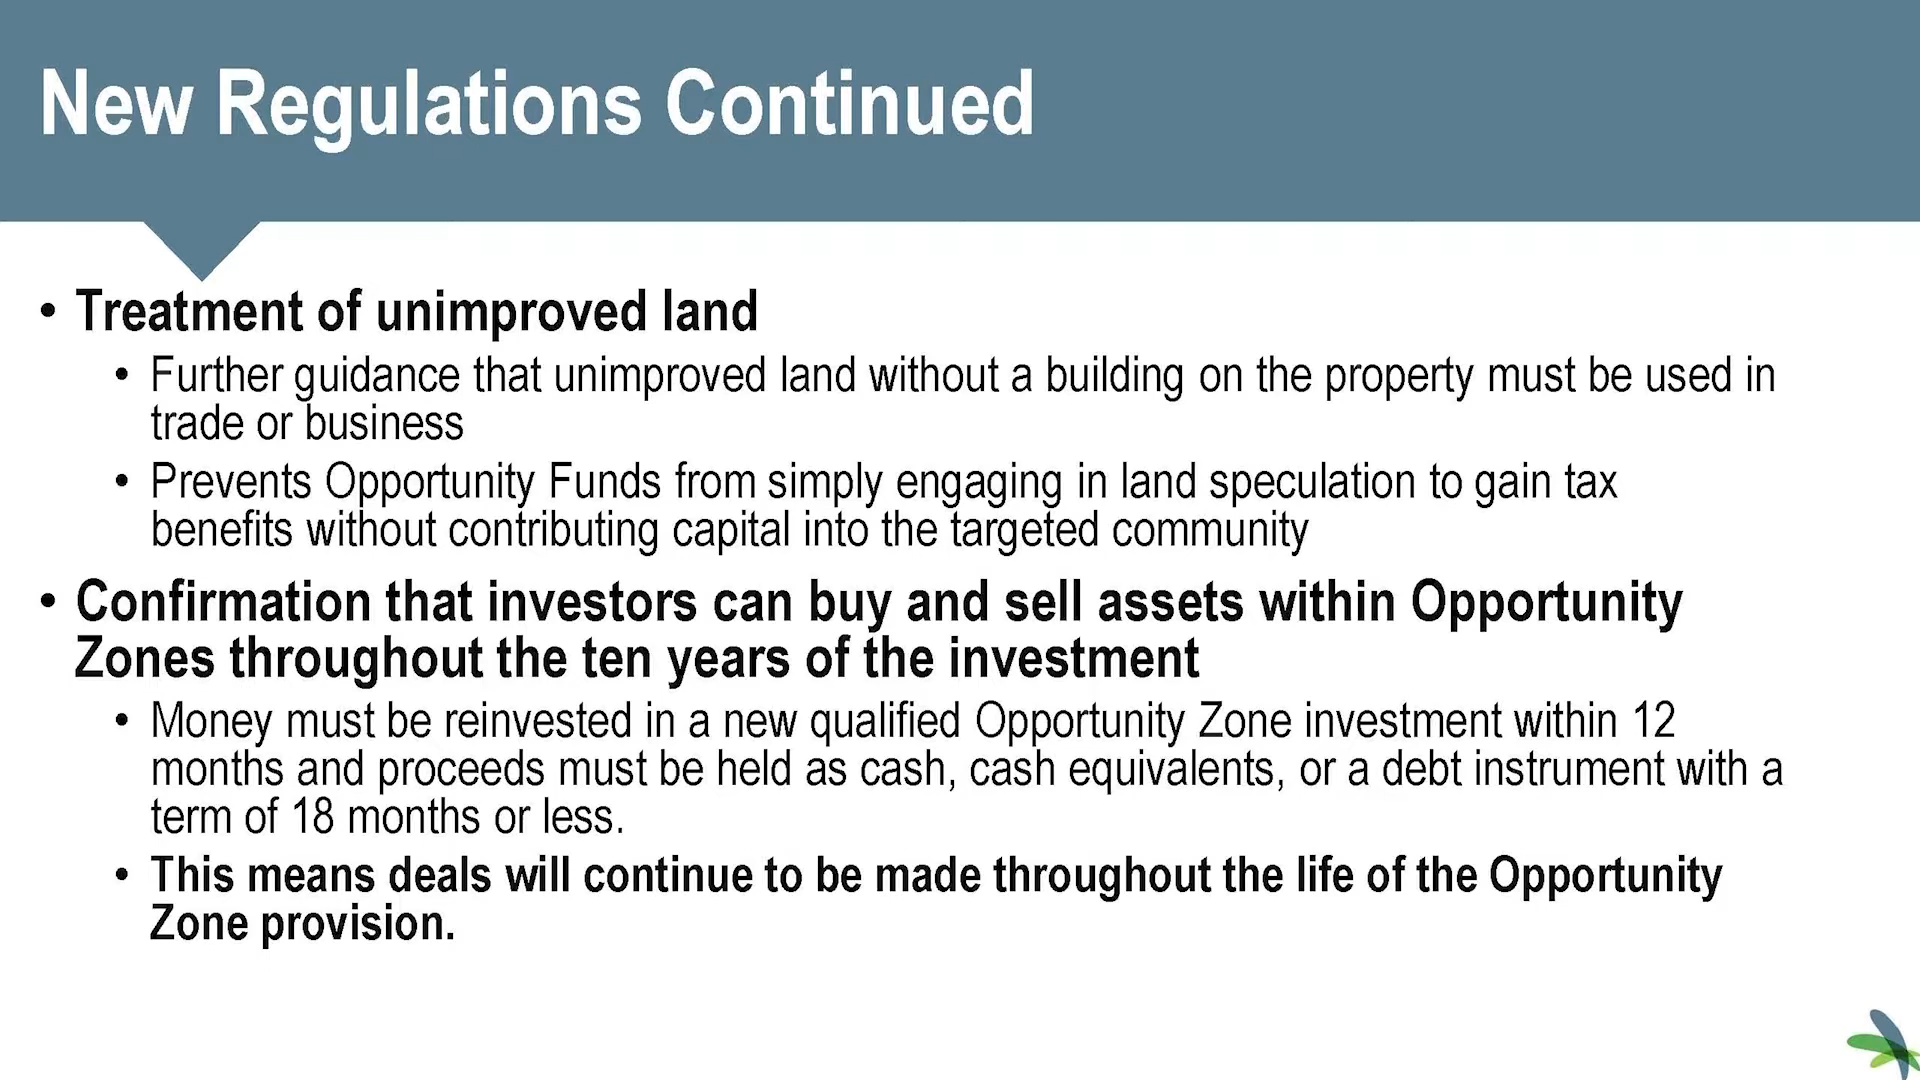 New Regulations Continued
• Treatment of unimproved land
• Further guidance that unimproved land without a building on the property must be used in
trade or business
• Prevents Opportunity Funds from simply engaging in land speculation to gain tax
benefits without contributing capital into the targeted community
• Confirmation that investors can buy and sell assets within Opportunity
Zones throughout the ten years of the investment
• Money must be reinvested in a new qualified Opportunity Zone investment within 12
months and proceeds must be held as cash, cash equivalents, or a debt instrument with a
term of 18 months or less.
• This means deals will continue to be made throughout the life of the Opportunity
Zone provision.